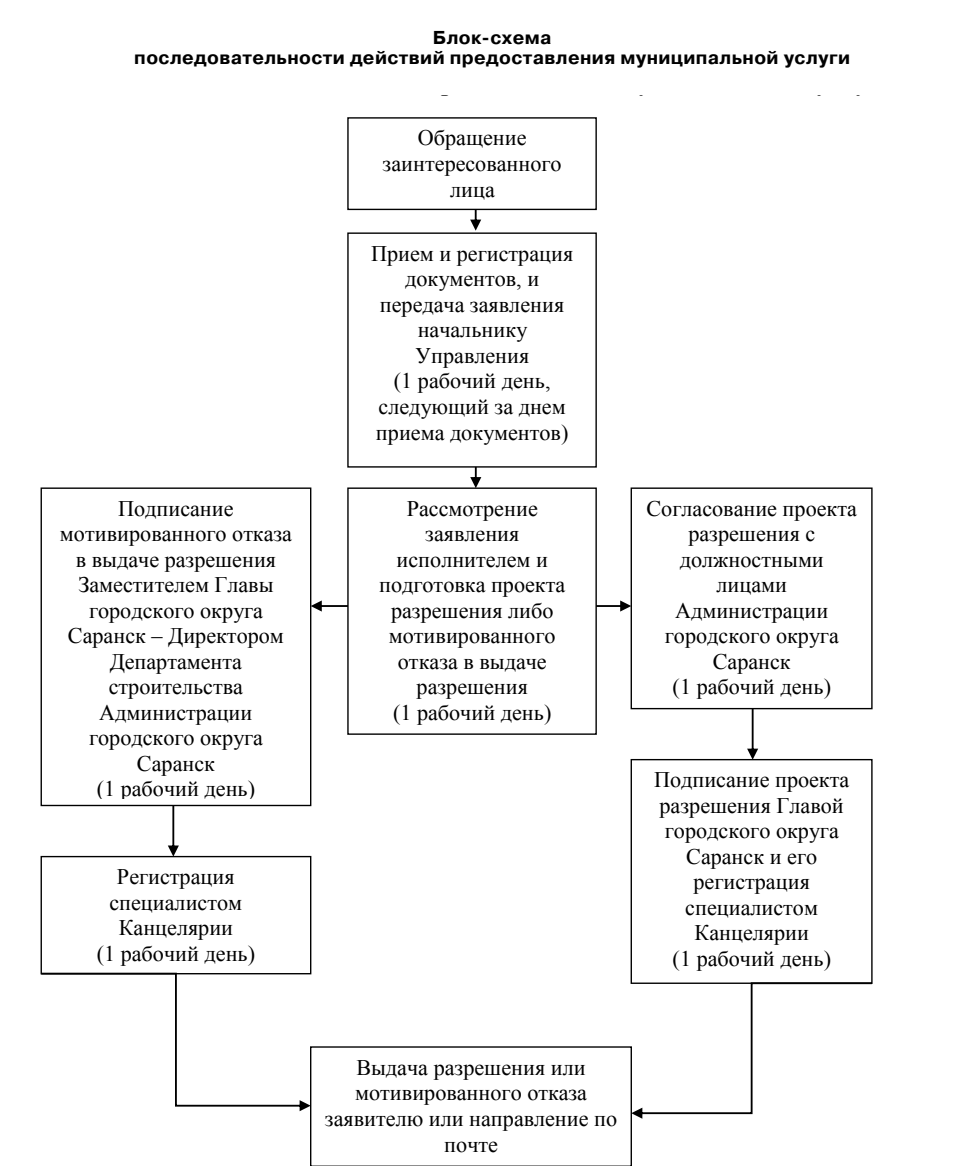 Блок-схема
последовательности действий предоставления муниципальной услуги
Обращение
заинтересованного
лица
Прием и регистрация
документов, и
передача заявления
начальнику
Управления
(1 рабочий день,
следующий за днем
приема документов)
Подписание
мотивированного отказа
в выдаче разрешения
Заместителем Главы
городского округа
Саранск – Директором
Департамента
строительства
Администрации
городского округа
Саранск
(1 рабочий день)
Рассмотрение
заявления
исполнителем и
подготовка проекта
разрешения либо
мотивированного
отказа в выдаче
разрешения
(1 рабочий день)
Согласование проекта
разрешения с
должностными
лицами
Администрации
городского округа
Саранск
(1 рабочий день)
Регистрация
специалистом
Канцелярии
(1 рабочий день)
Подписание проекта
разрешения Главой
городского округа
Саранск и его
регистрация
специалистом
Канцелярии
(1 рабочий день)
Выдача разрешения или
мотивированного отказа
заявителю или направление по
почте